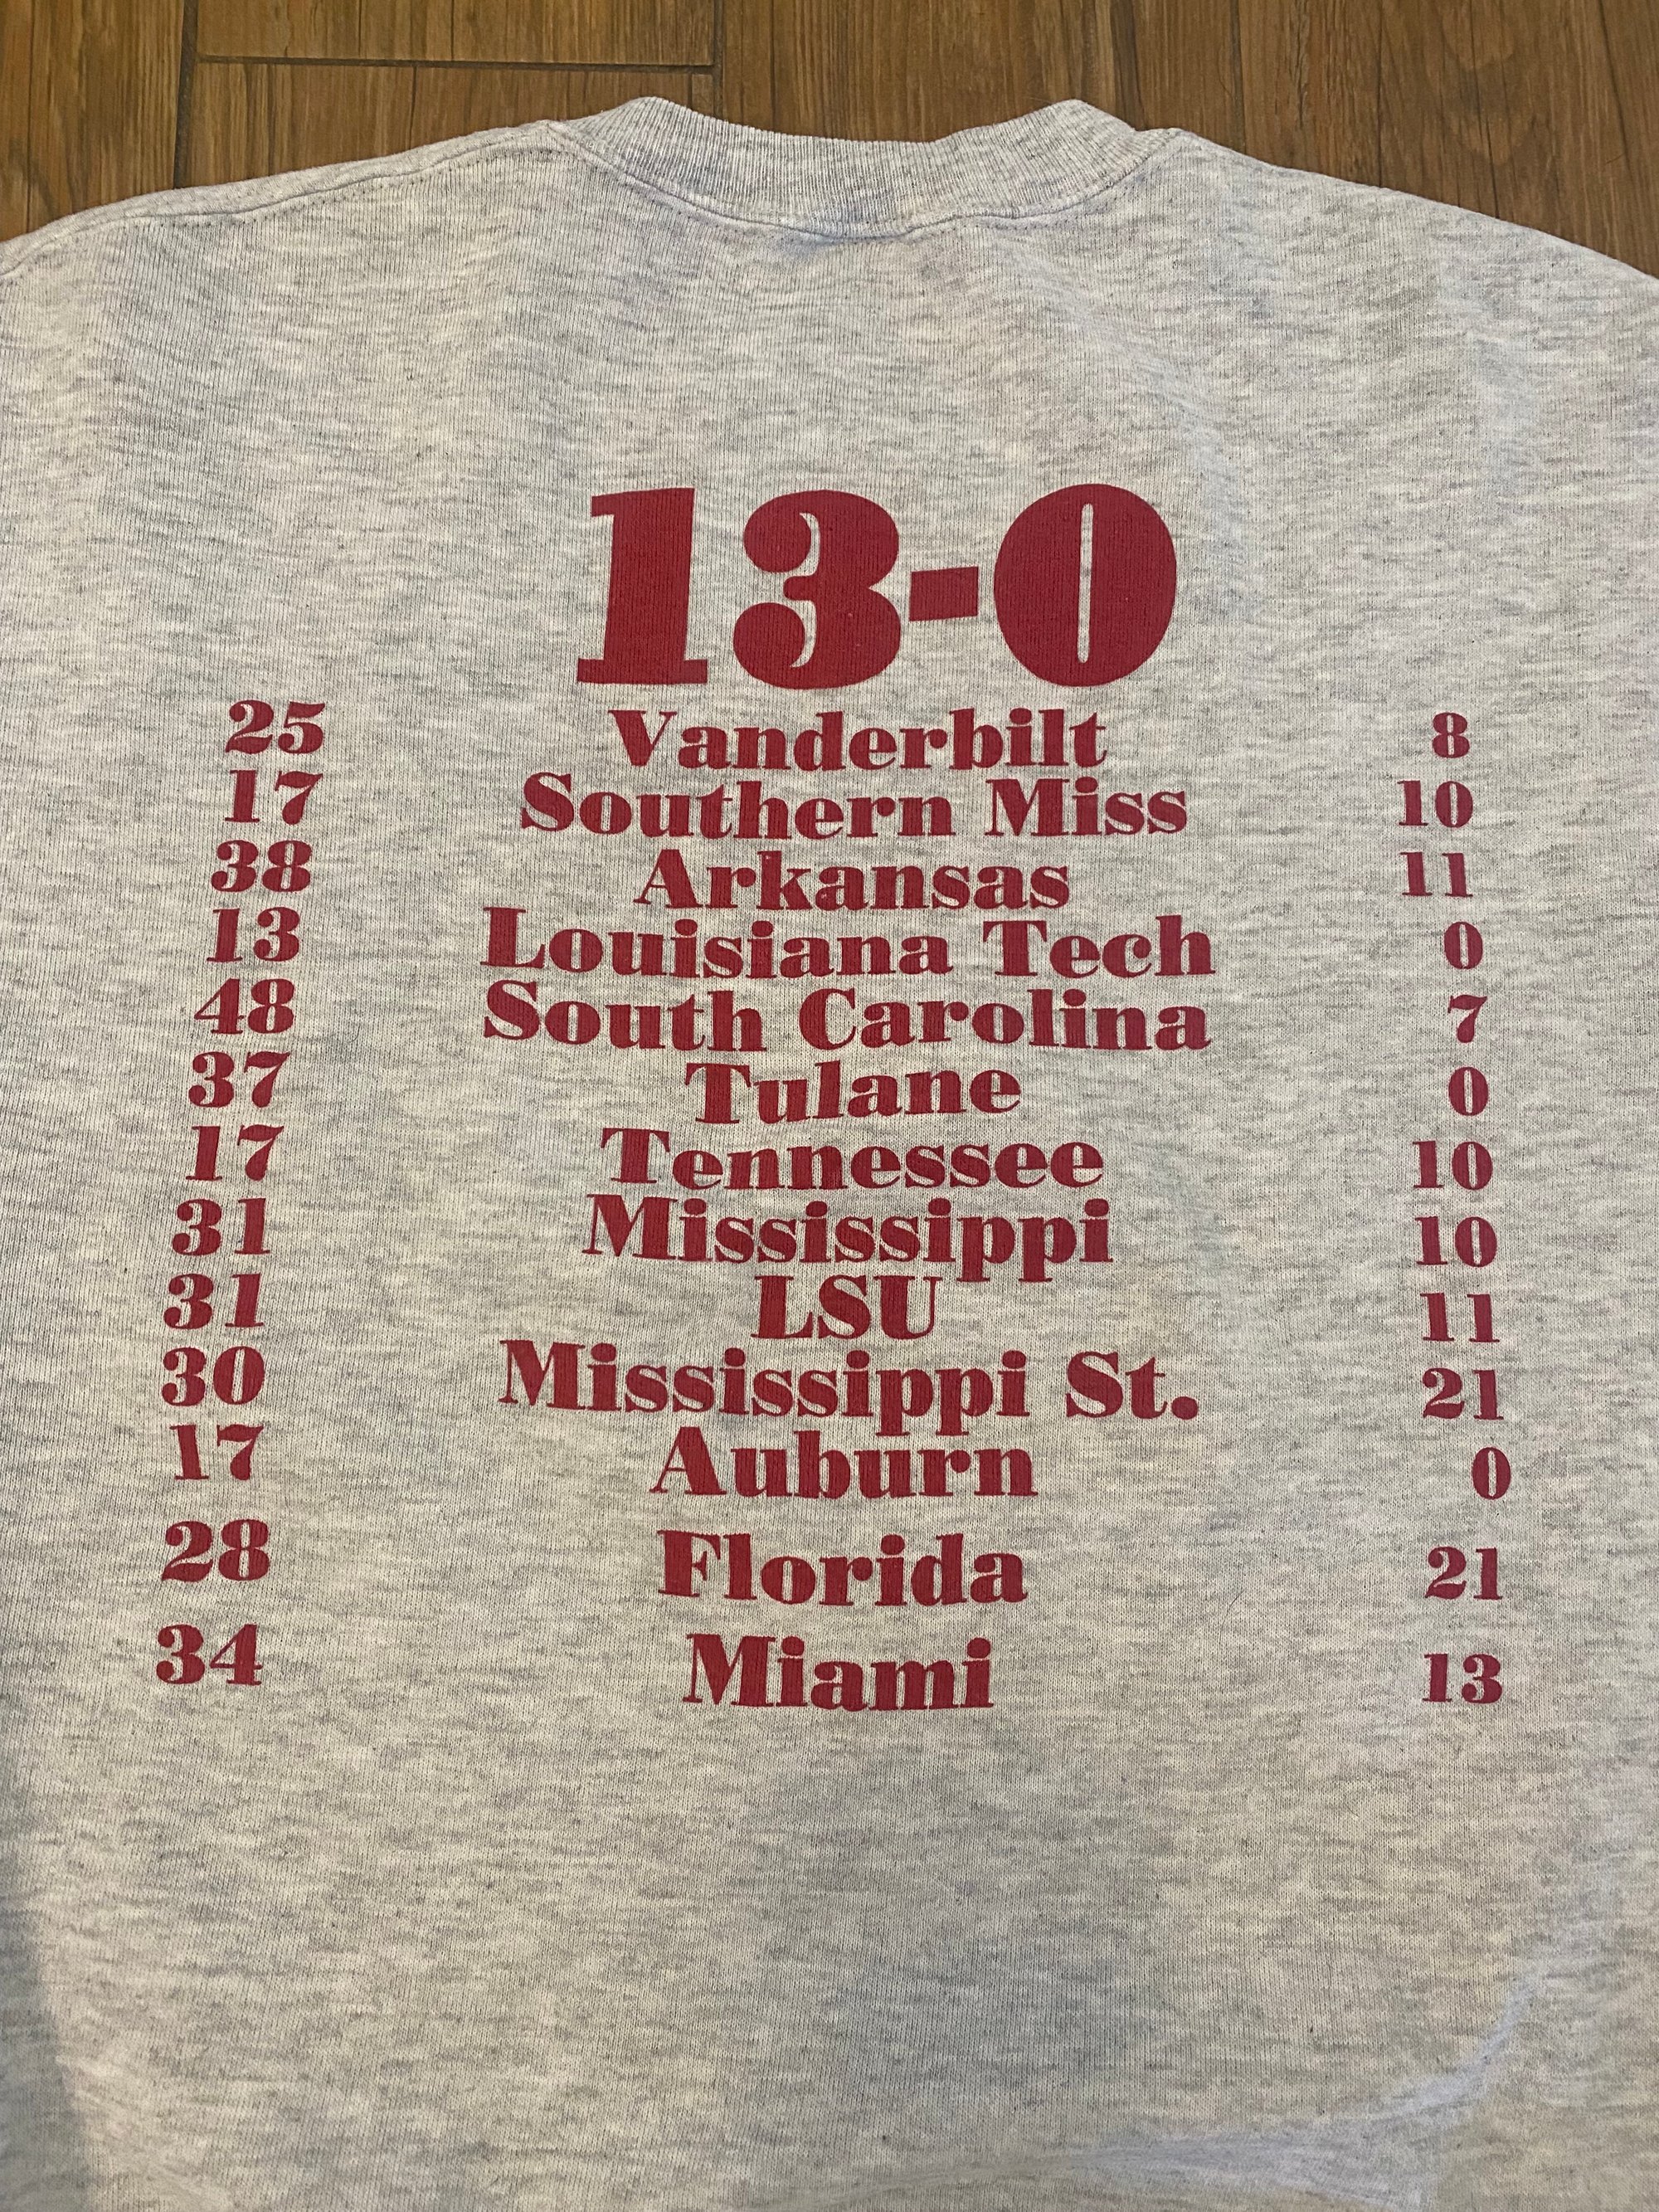 13-0
25 Vanderbilt 8
17 Southern Miss 10
38 Arkansas 11
13 Louisiana Tech 0
48 South Carolina 7
37 Tulane 0
17 Tennessee 10
31 Mississippi 10
31 LSU 11
30 Mississippi St. 21
17 Auburn 0
28 Florida 21
34 Miami 13